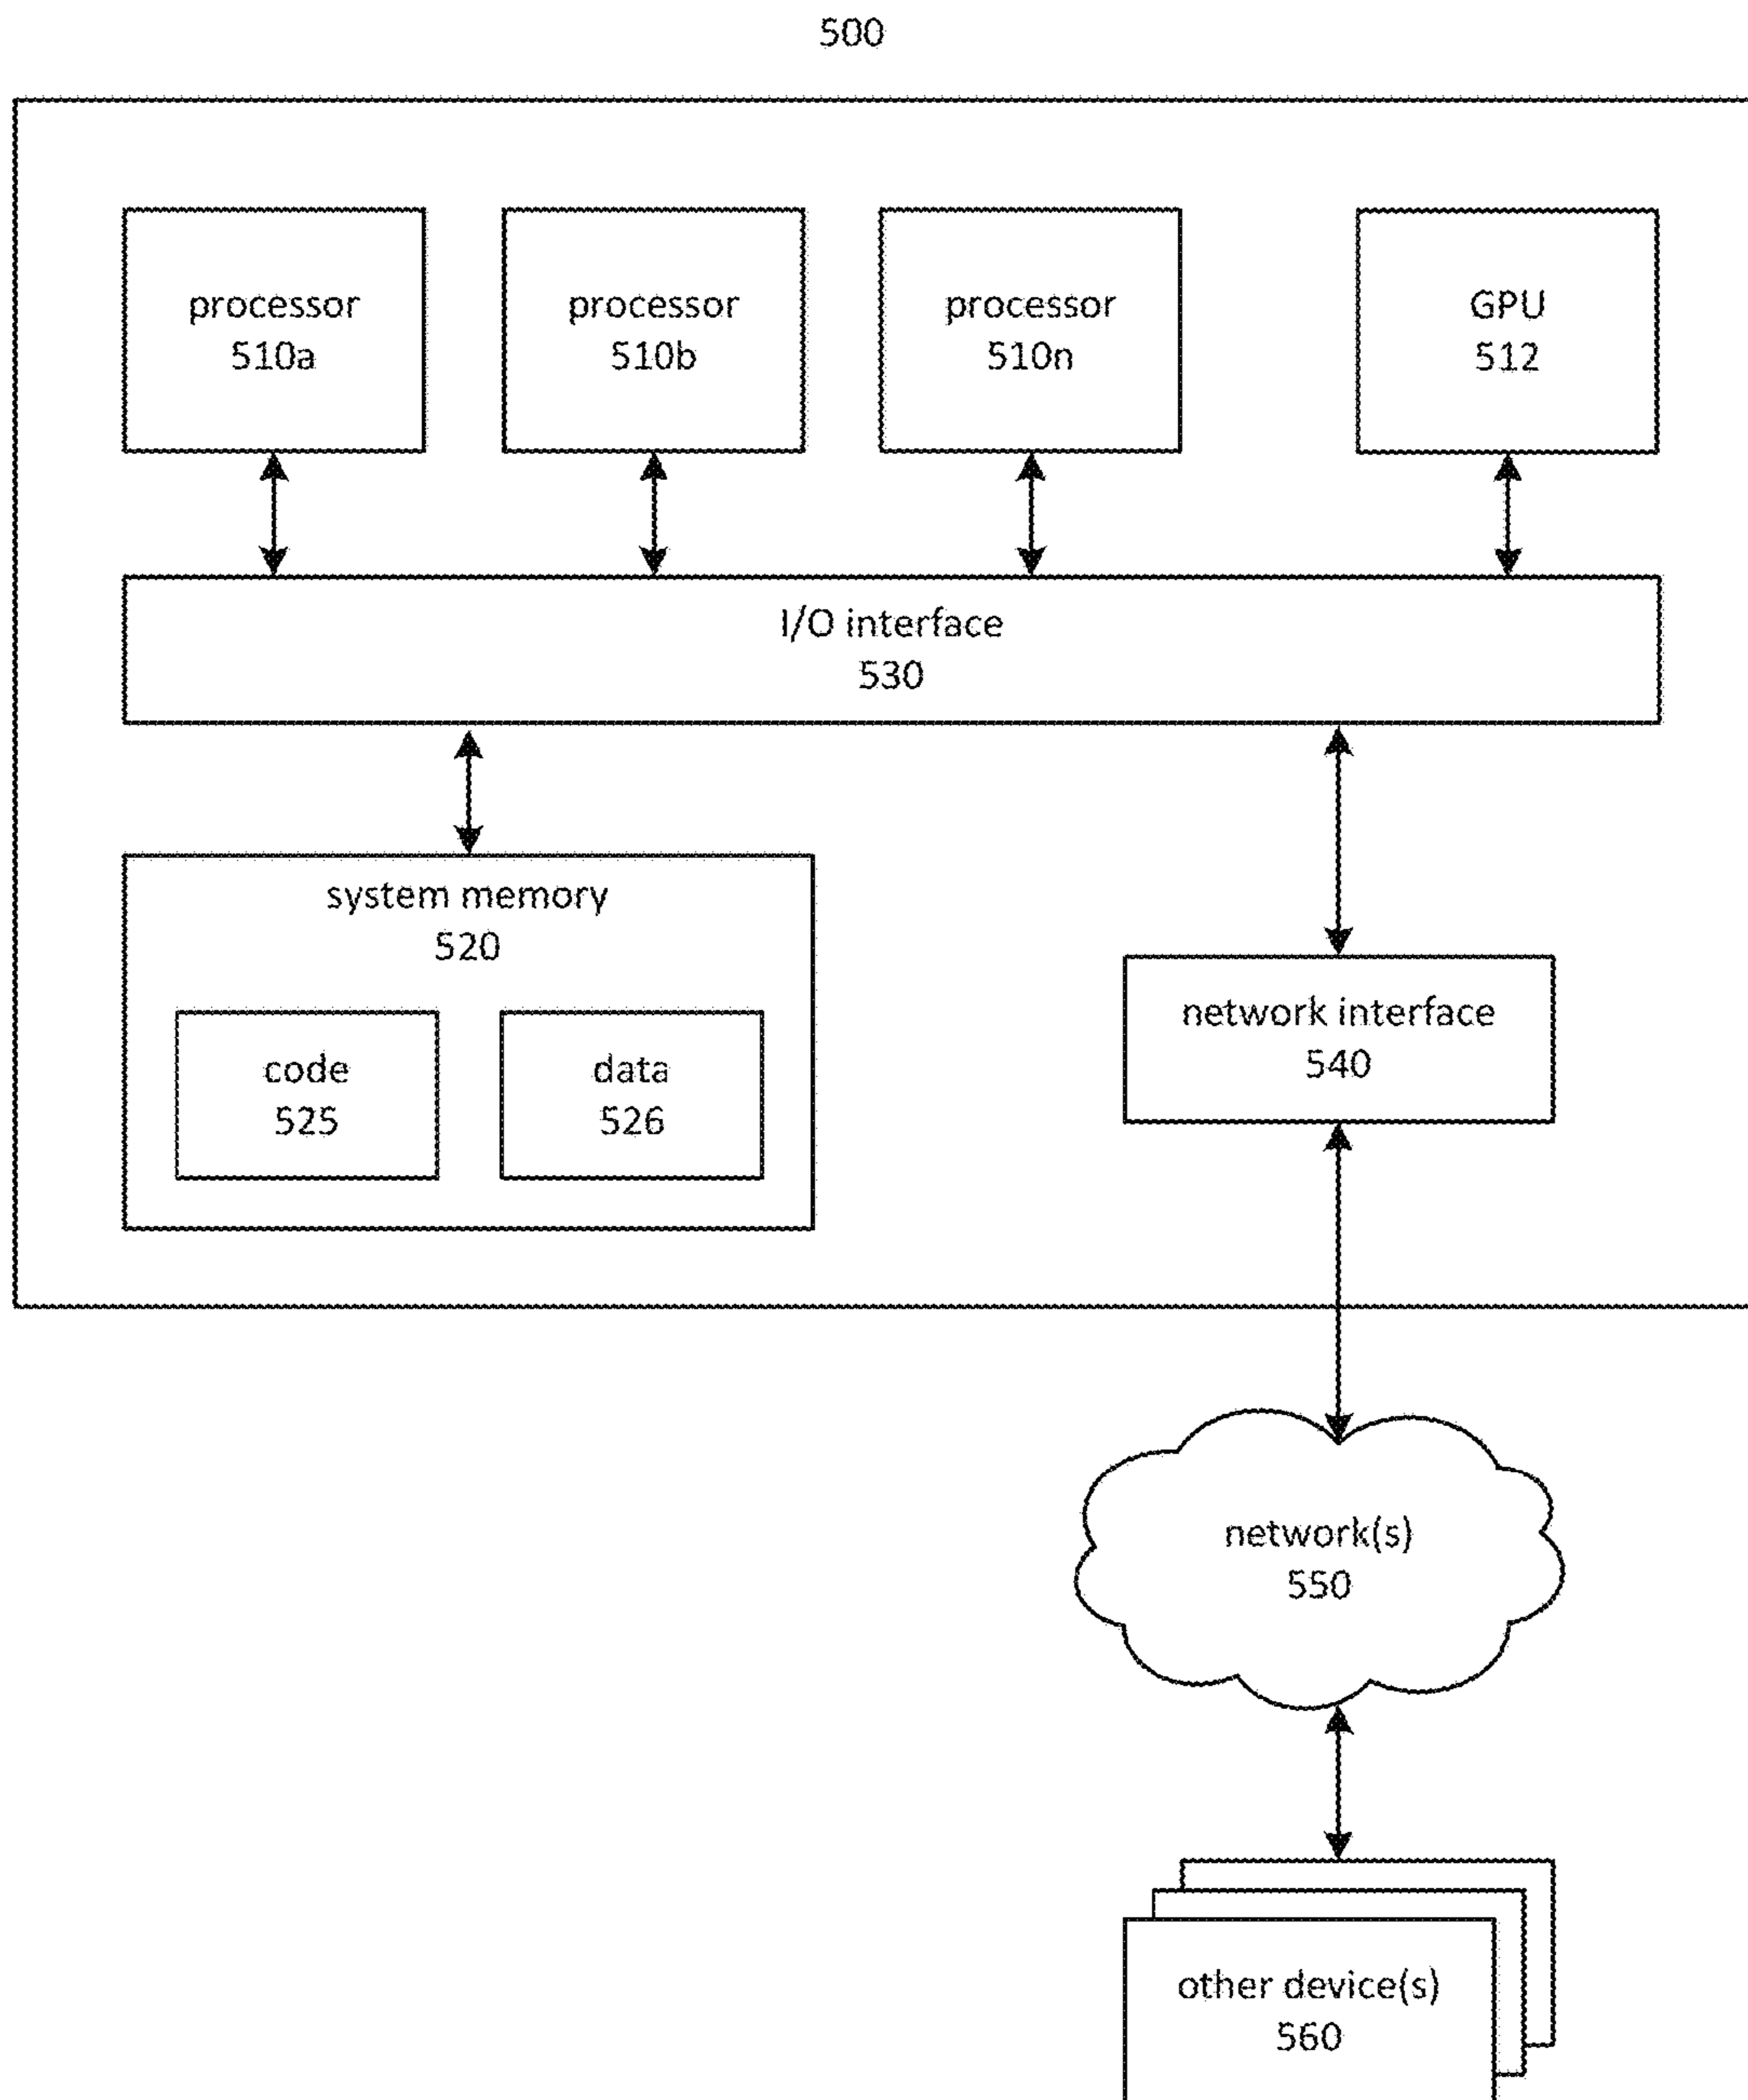 500
processor
510a
processor
510b
processor
510n
GPU
512
I/O interface
530
system memory
520
code
525
data
526
network interface
540
network(s)
550
other device(s)
560